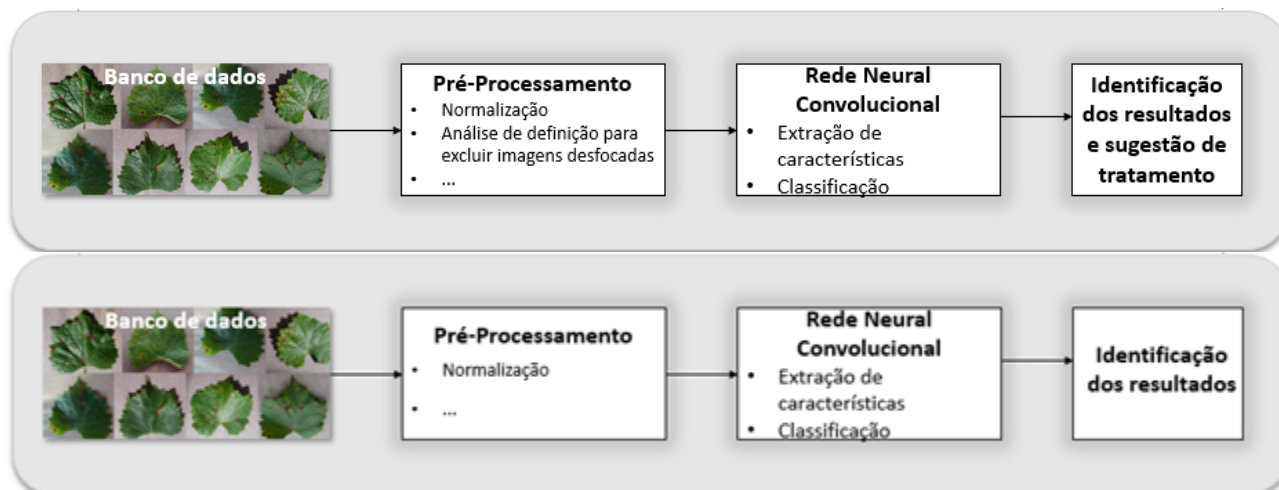 Banco de dados
Pré-Processamento
• Normalização
• Análise de definição para
excluir imagens desfocadas
• ...
Rede Neural
Convolucional
• Extração de
características
• Classificação
Identificação
dos resultados
e sugestão de
tratamento
Banco de dados
Pré-Processamento
• Normalização
• ...
Rede Neural
Convolucional
• Extração de
características
• Classificação
Identificação
dos resultados